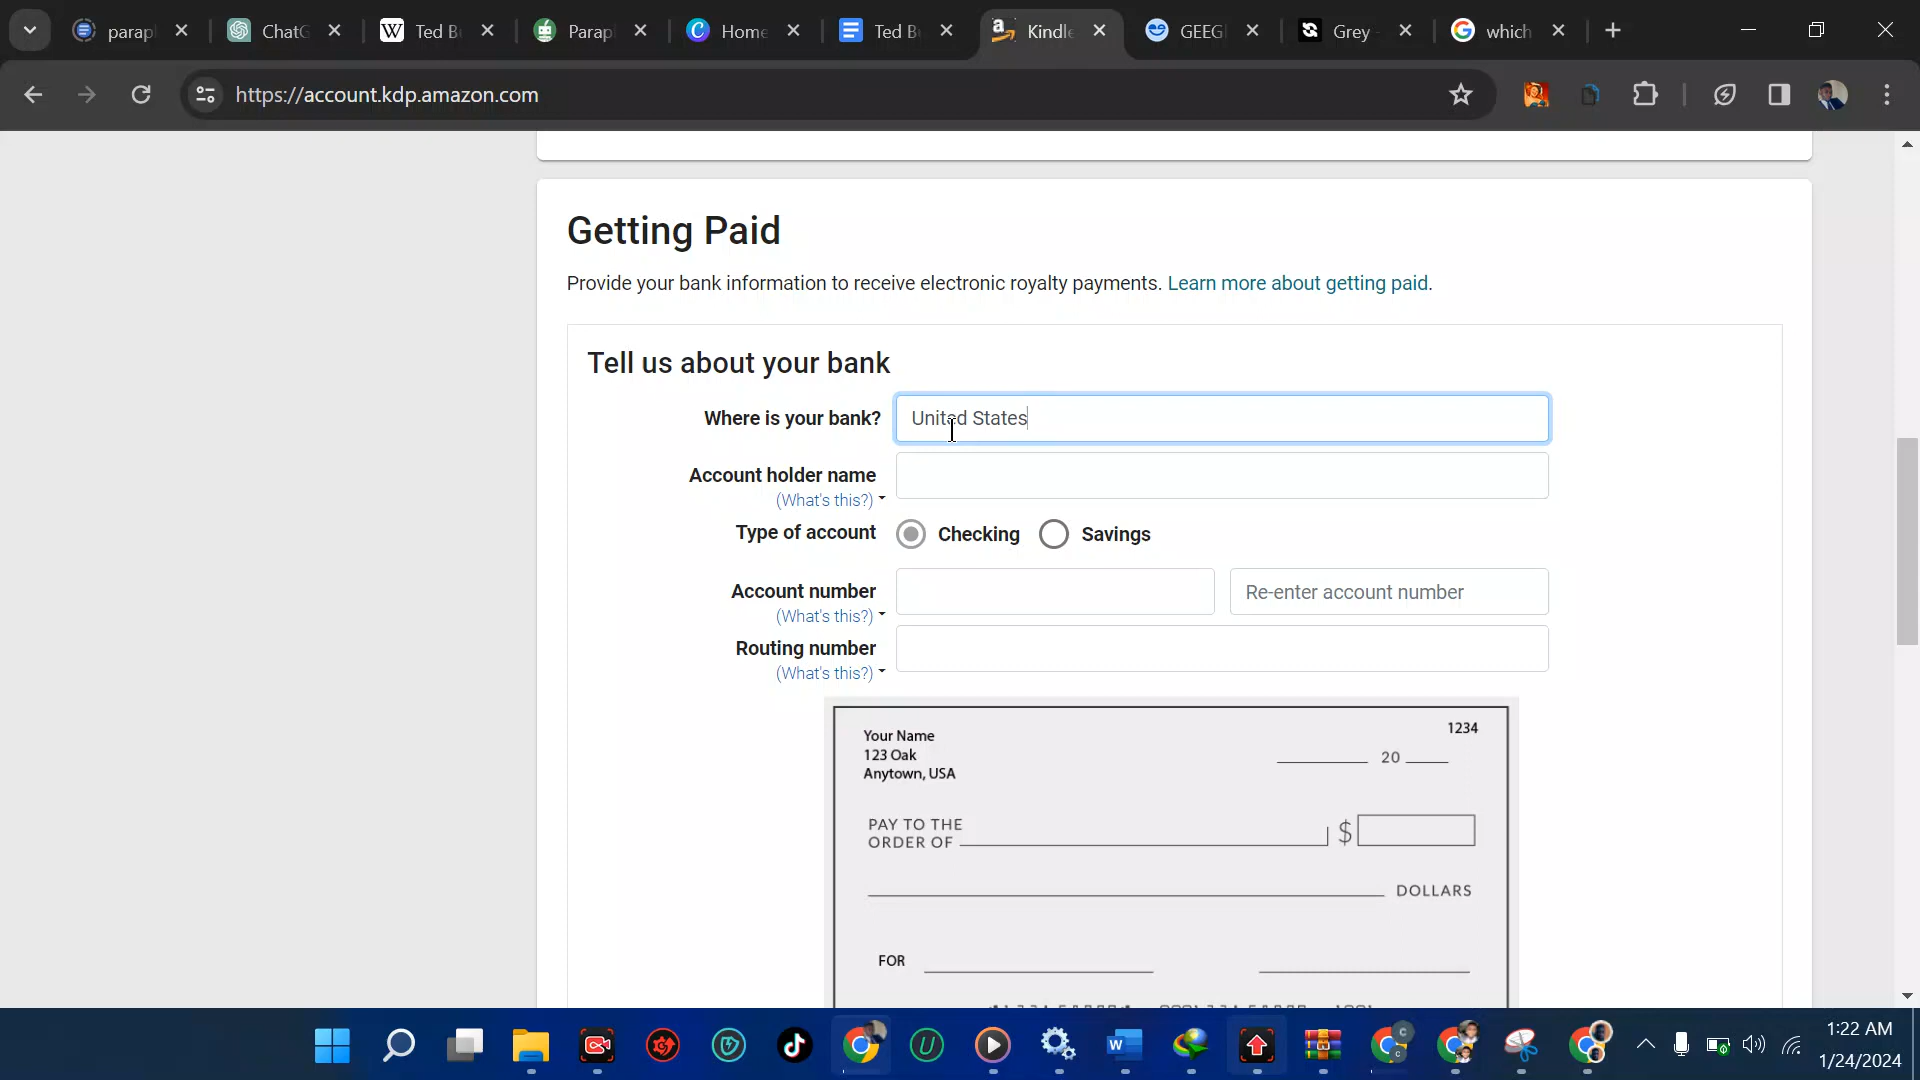 parap
ChatG
Ted B
Parap
Home
Ted B
Kindle
GEEG
Grey -
which
https://account.kdp.amazon.com
Getting Paid
Provide your bank information to receive electronic royalty payments. Learn more about getting paid.
Tell us about your bank
Where is your bank?
United States
Account holder name
(What's this?)
Type of account
Checking
Savings
Account number
(What's this?)
Re-enter account number
Routing number
(What's this?)
Your Name
123 Oak
Anytown, USA
1234
20
PAY TO THE
ORDER OF
$
DOLLARS
FOR
1:22 AM
1/24/2024